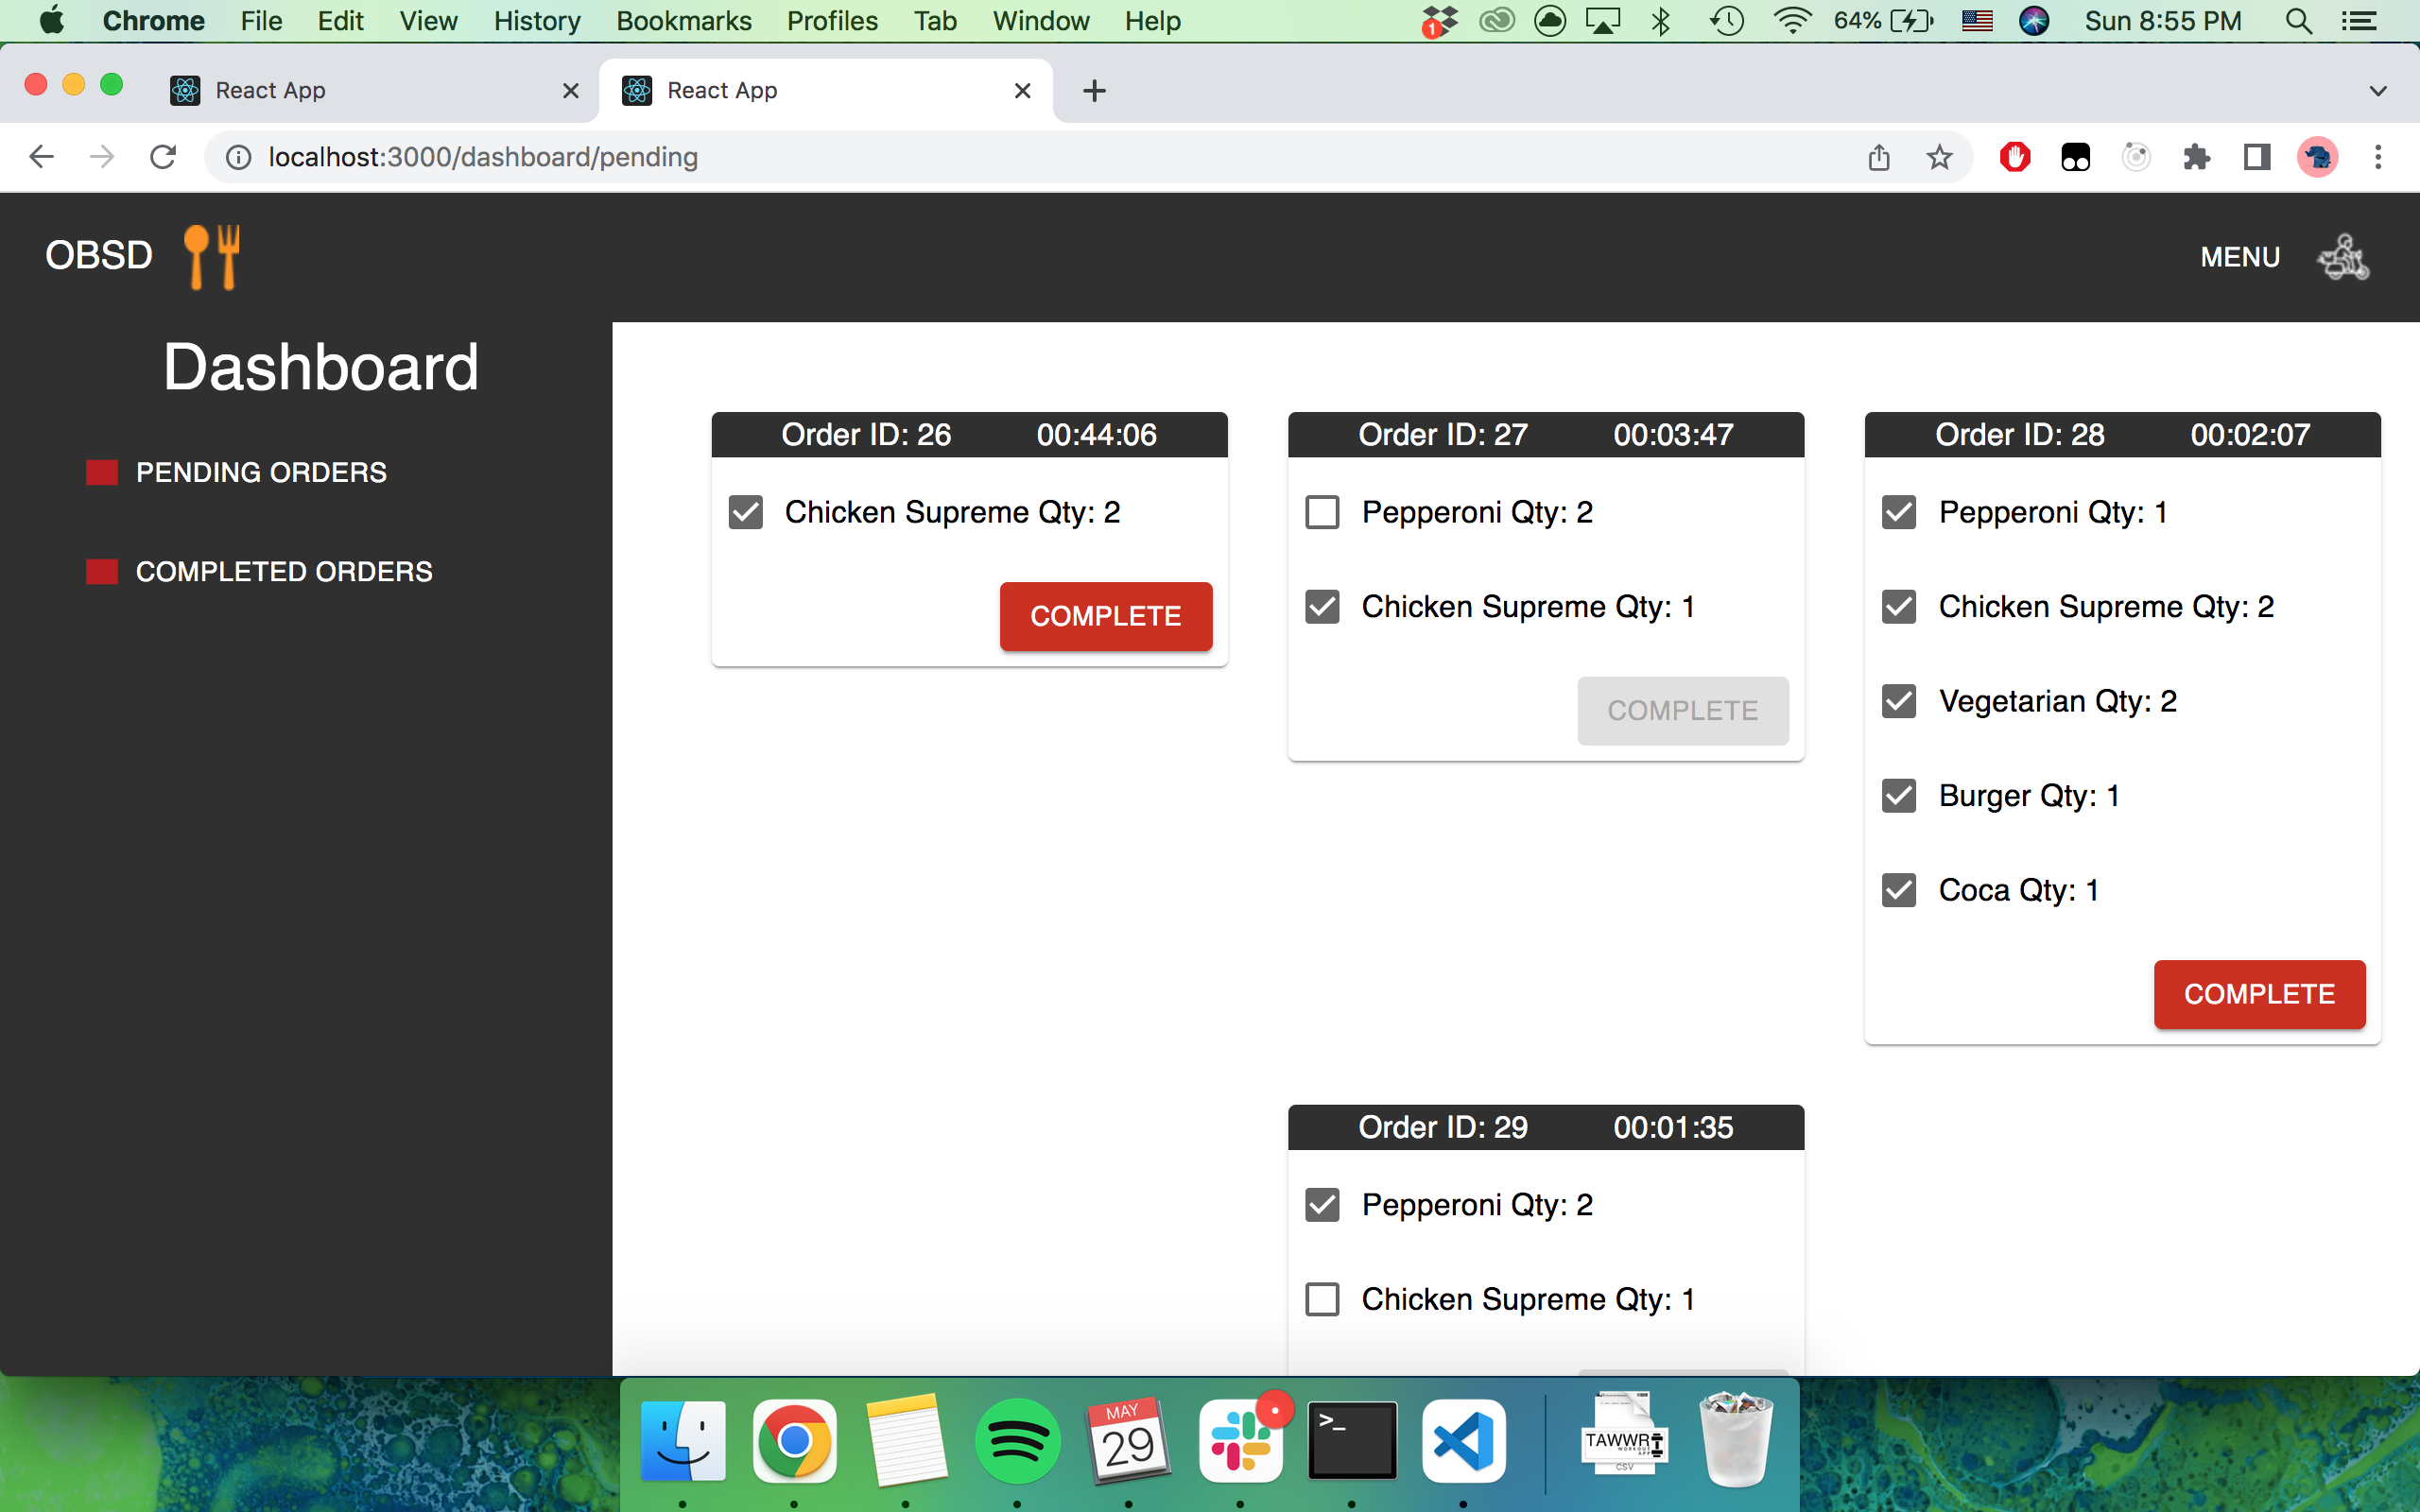 Chrome File Edit View History Bookmarks Profiles Tab Window Help 1 64% Sun 8:55 PM
React App React App
localhost:3000/dashboard/pending
OBSD MENU
Dashboard
PENDING ORDERS
COMPLETED ORDERS
Order ID: 26 00:44:06
Chicken Supreme Qty: 2
COMPLETE
Order ID: 27 00:03:47
Pepperoni Qty: 2
Chicken Supreme Qty: 1
COMPLETE
Order ID: 28 00:02:07
Pepperoni Qty: 1
Chicken Supreme Qty: 2
Vegetarian Qty: 2
Burger Qty: 1
Coca Qty: 1
COMPLETE
Order ID: 29 00:01:35
Pepperoni Qty: 2
Chicken Supreme Qty: 1
MAY
29
>_
TAWWR
WORKOUT
APP
CSV